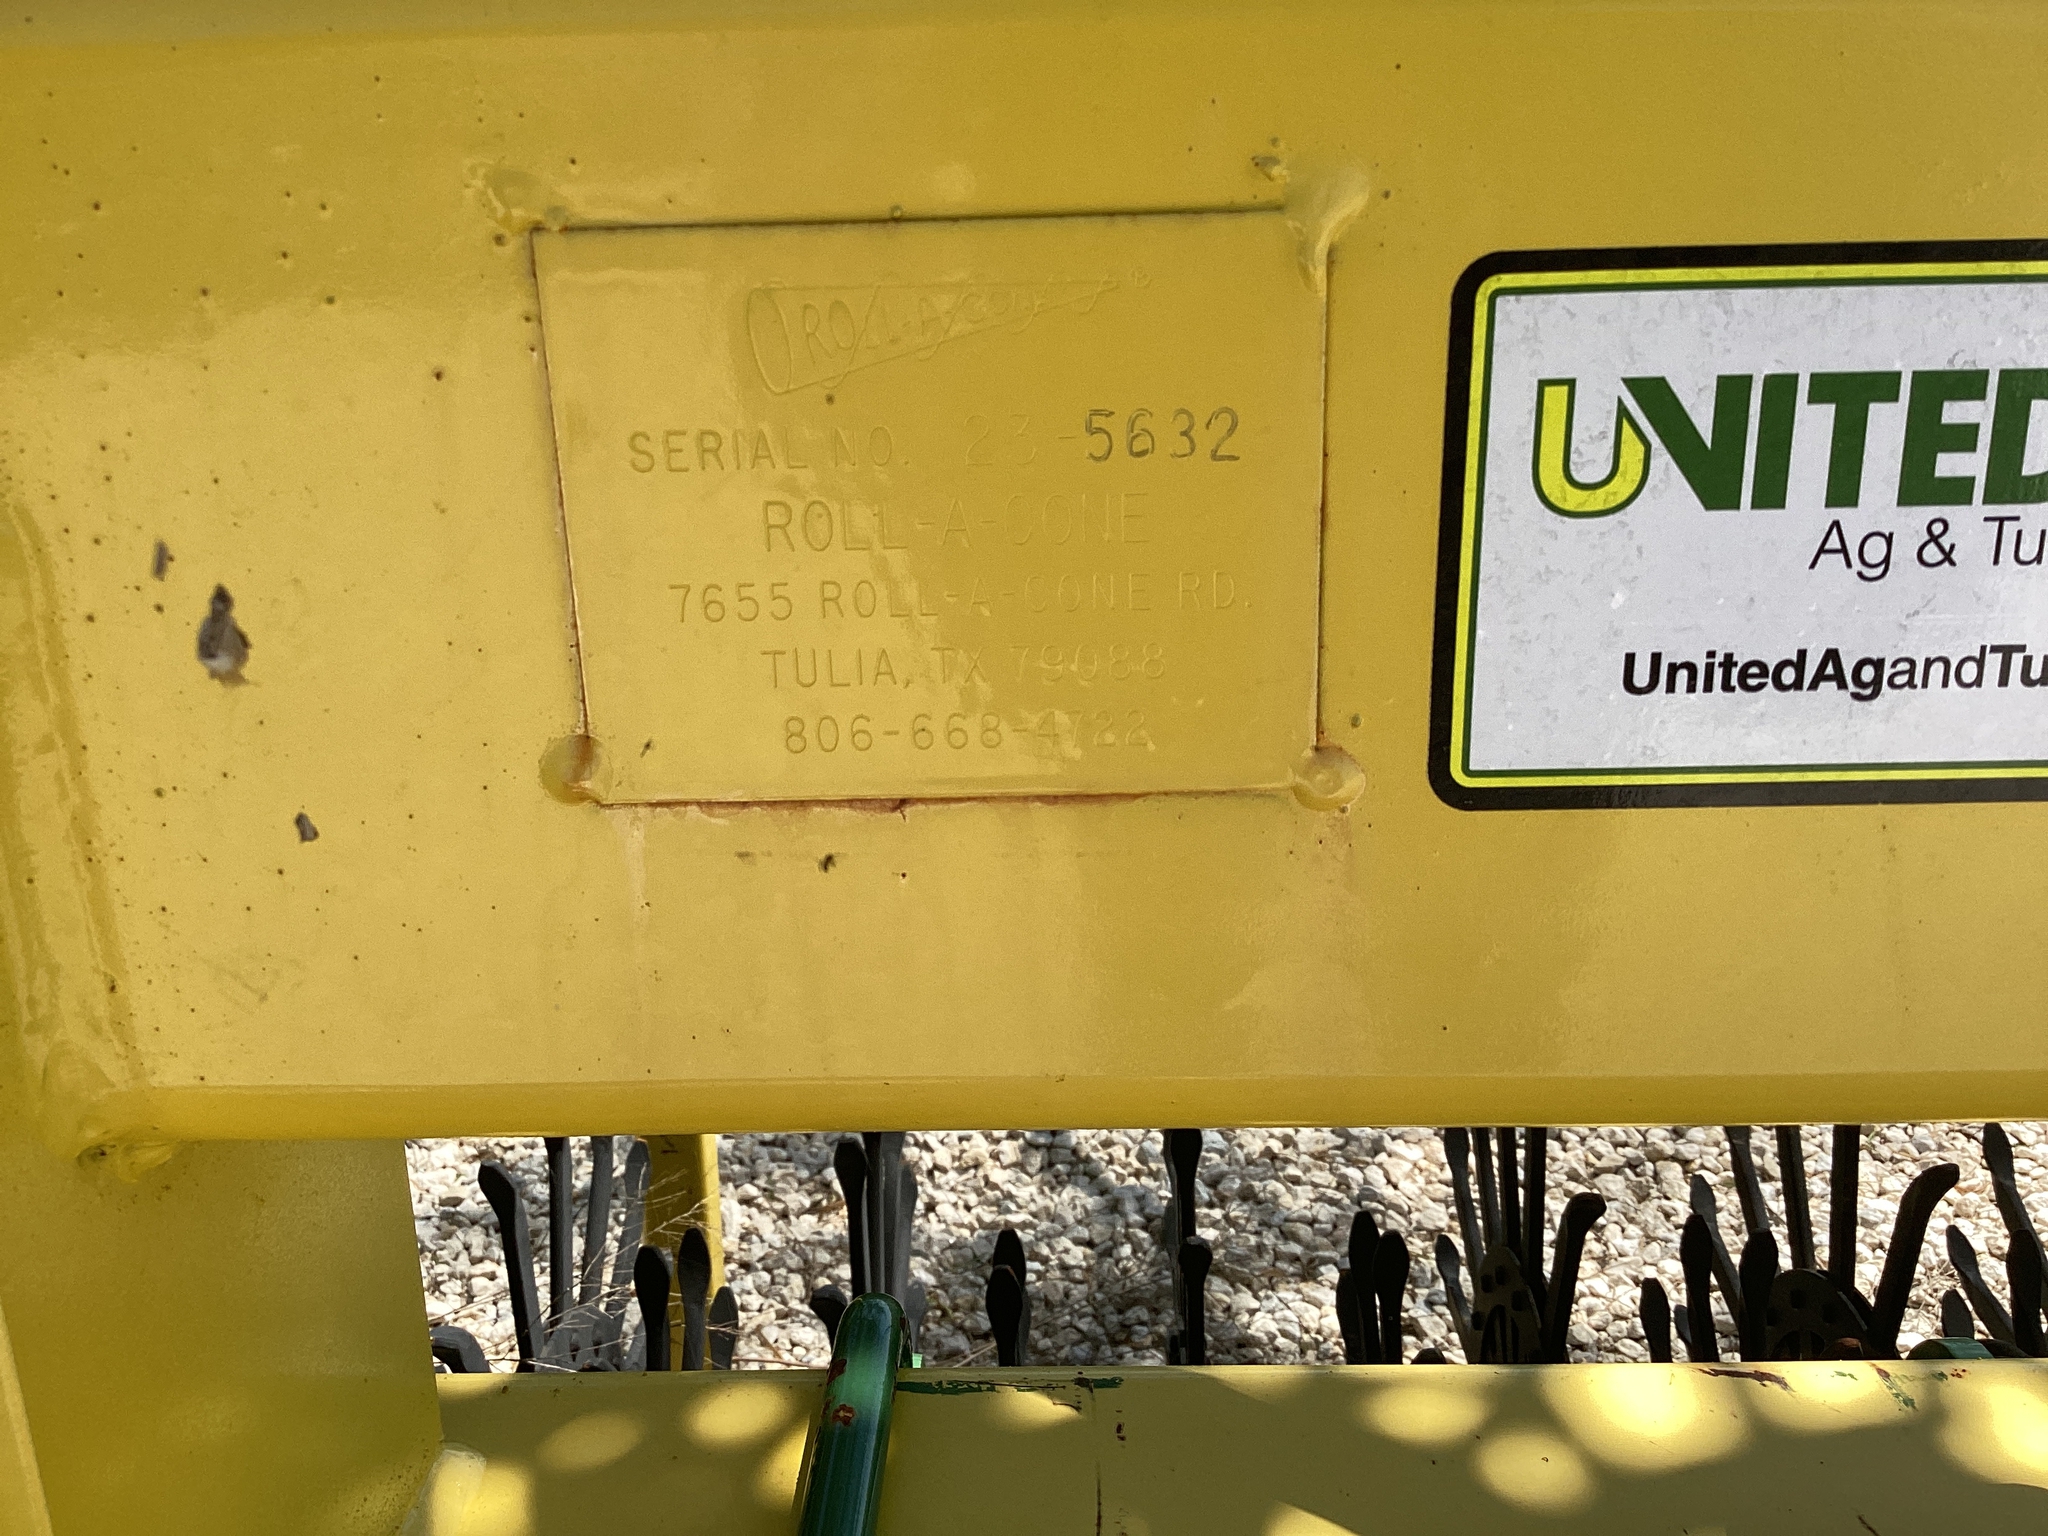 ROLL-A-Cone®
SERIAL NO. 23-5632
ROLL-A-CONE
7655 ROLL-A-CONE RD.
TULIA, TX 79088
806-668-4722
UNITED
Ag & Tu
UnitedAgandTu